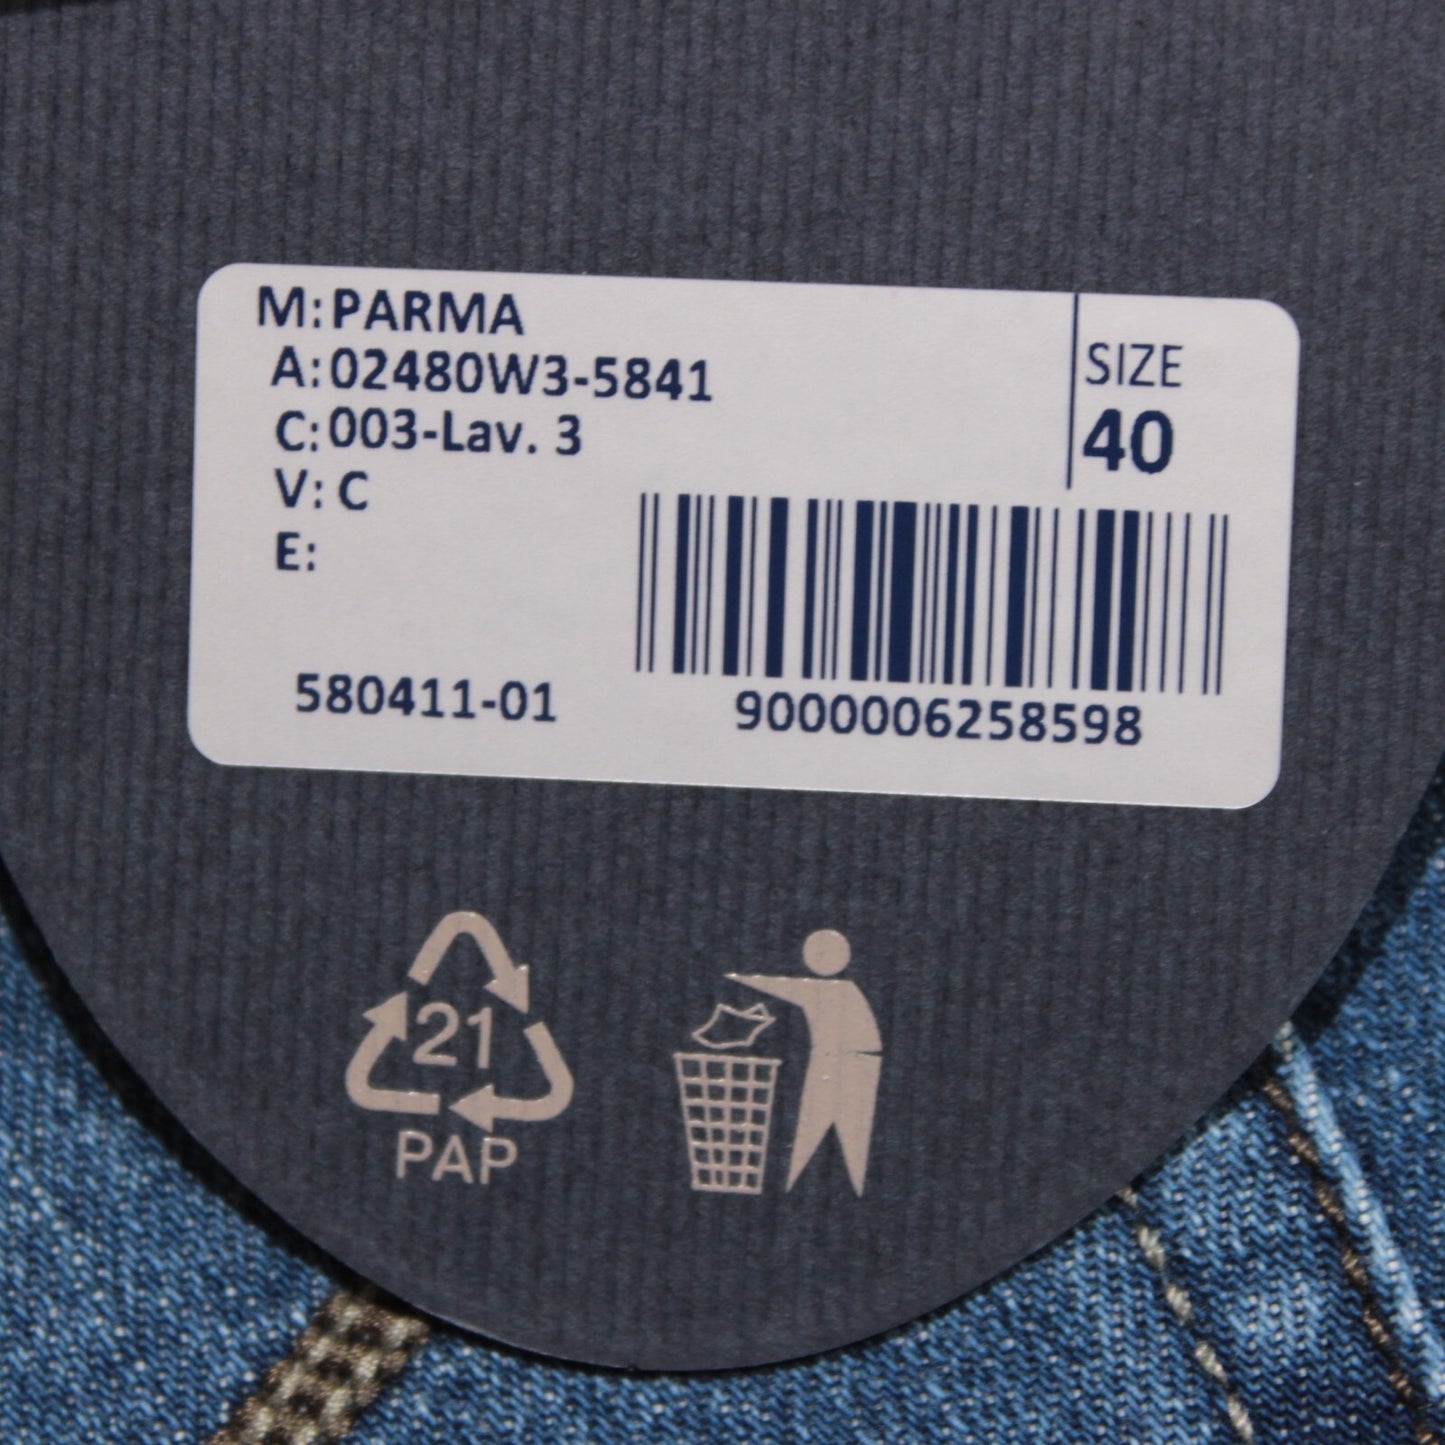 M: PARMA
A: 02480W3-5841
C: 003-Lav. 3
V: C
E:
SIZE
40
580411-01
9000006258598
21
PAP